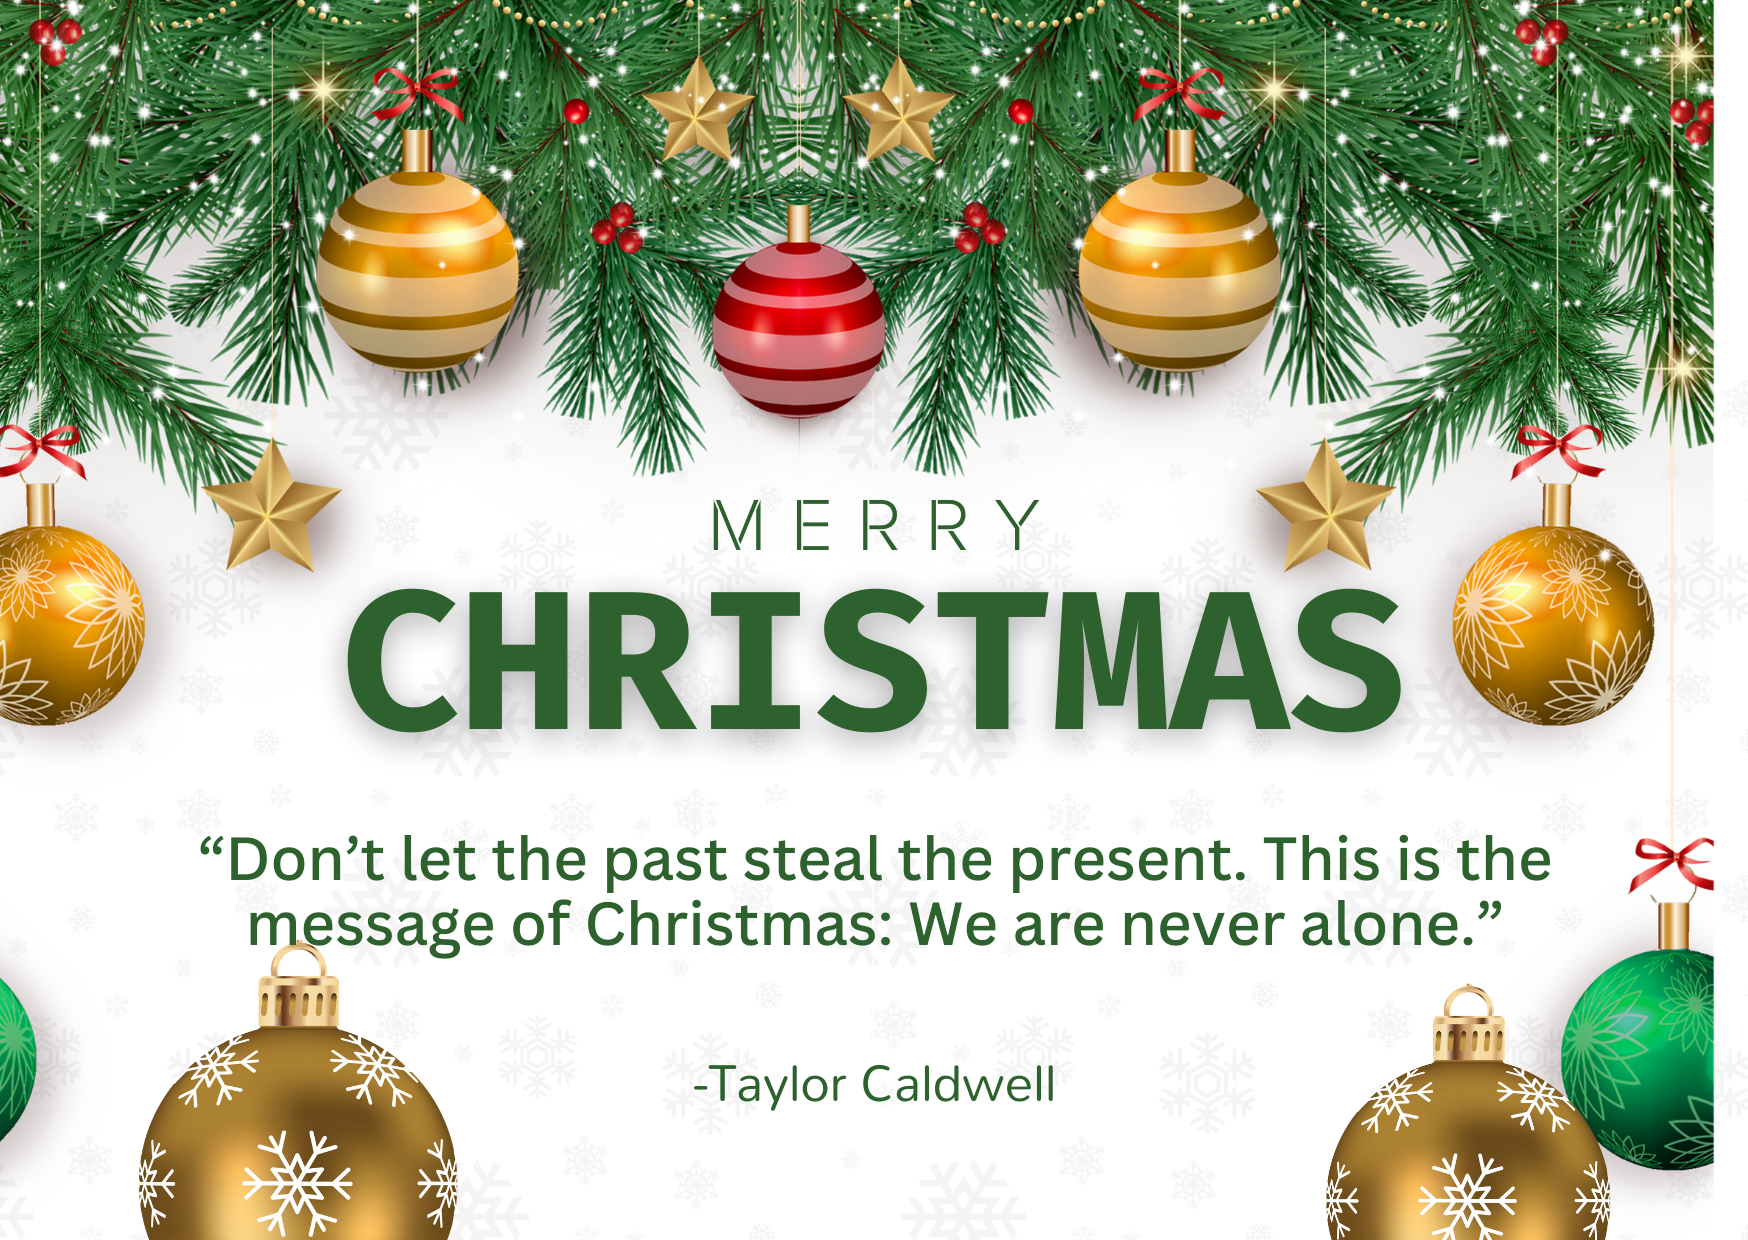 MERRY
CHRISTMAS
“Don’t let the past steal the present. This is the
message of Christmas: We are never alone.”
-Taylor Caldwell